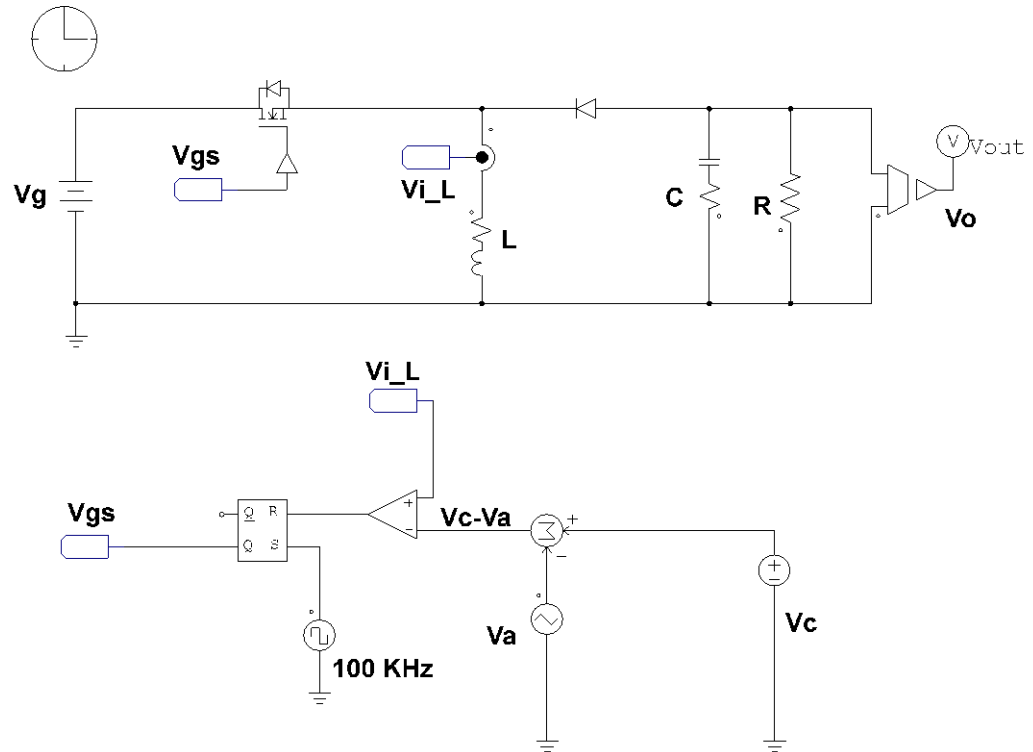 Vgs
Vg
Vi_L
L
C
R
V
Vout
Vo
Vi_L
Vgs
Q
R
Q
S
+
-
Vc-Va
Σ
+
-
+
-
Va
Vc
100 KHz